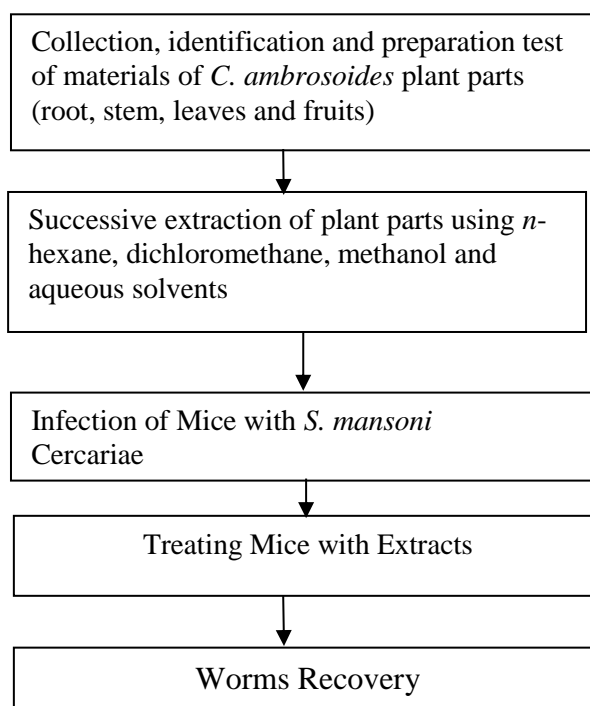 Collection, identification and preparation test
of materials of C. ambrosoides plant parts
(root, stem, leaves and fruits)
Successive extraction of plant parts using n-
hexane, dichloromethane, methanol and
aqueous solvents
Infection of Mice with S. mansoni
Cercariae
Treating Mice with Extracts
Worms Recovery